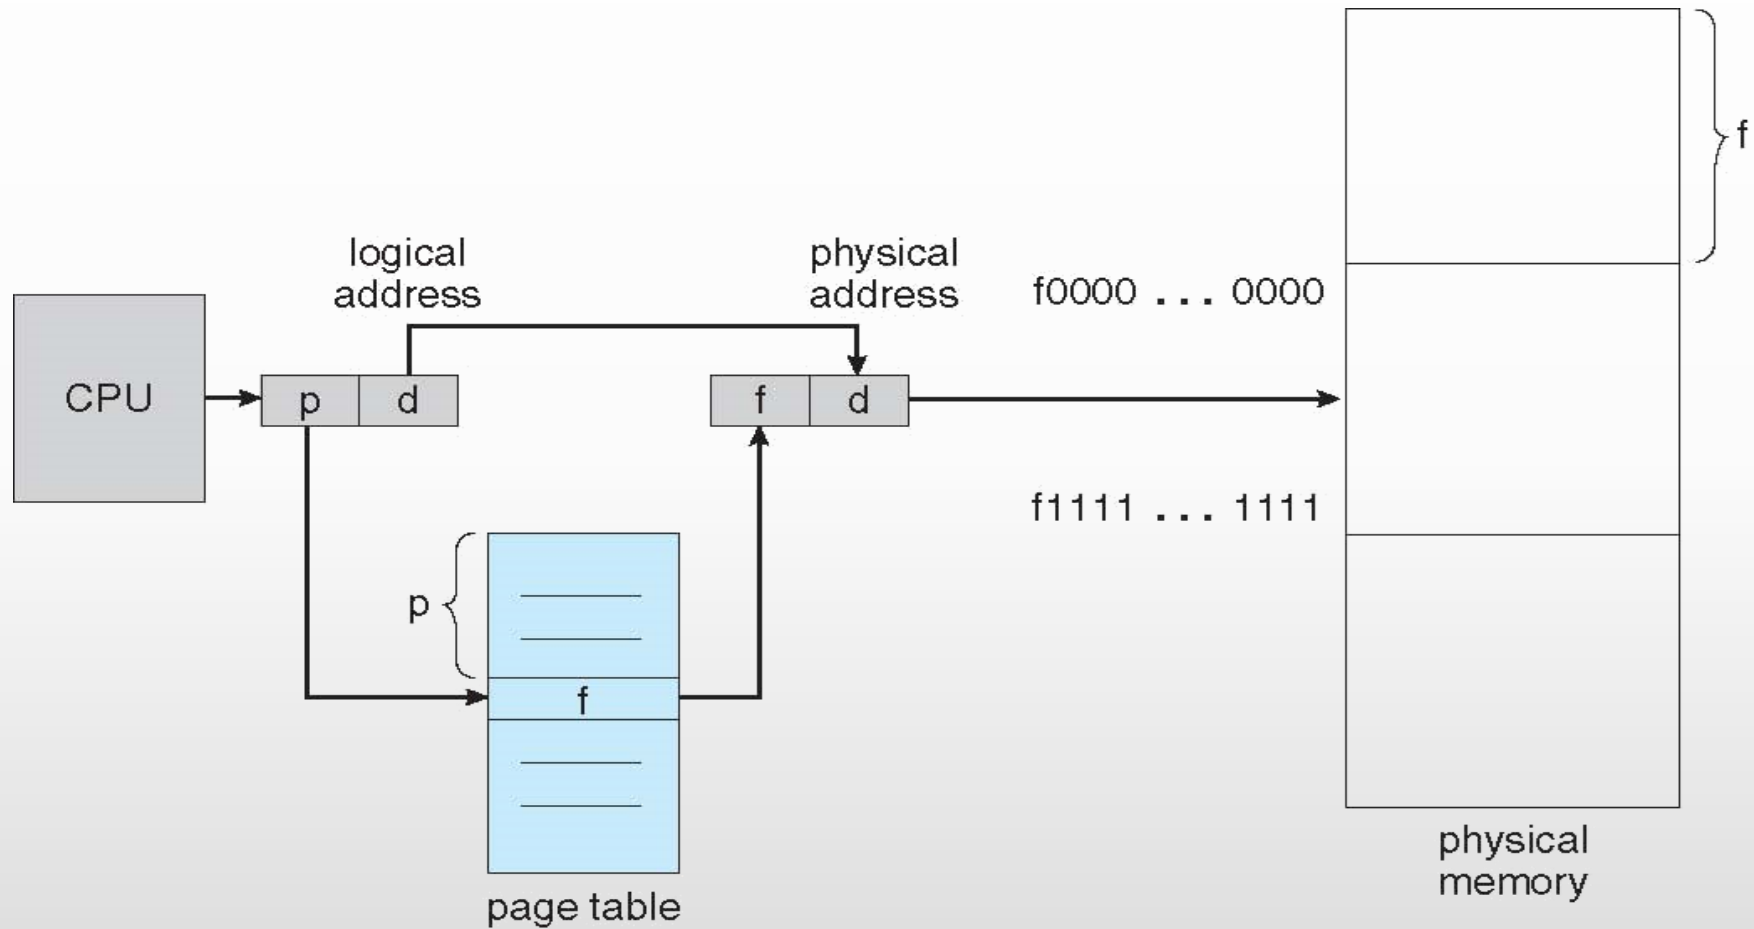 f
logical
address
physical
address
f0000 ... 0000
CPU
p
d
f
d
f1111 ... 1111
p
f
physical
memory
page table